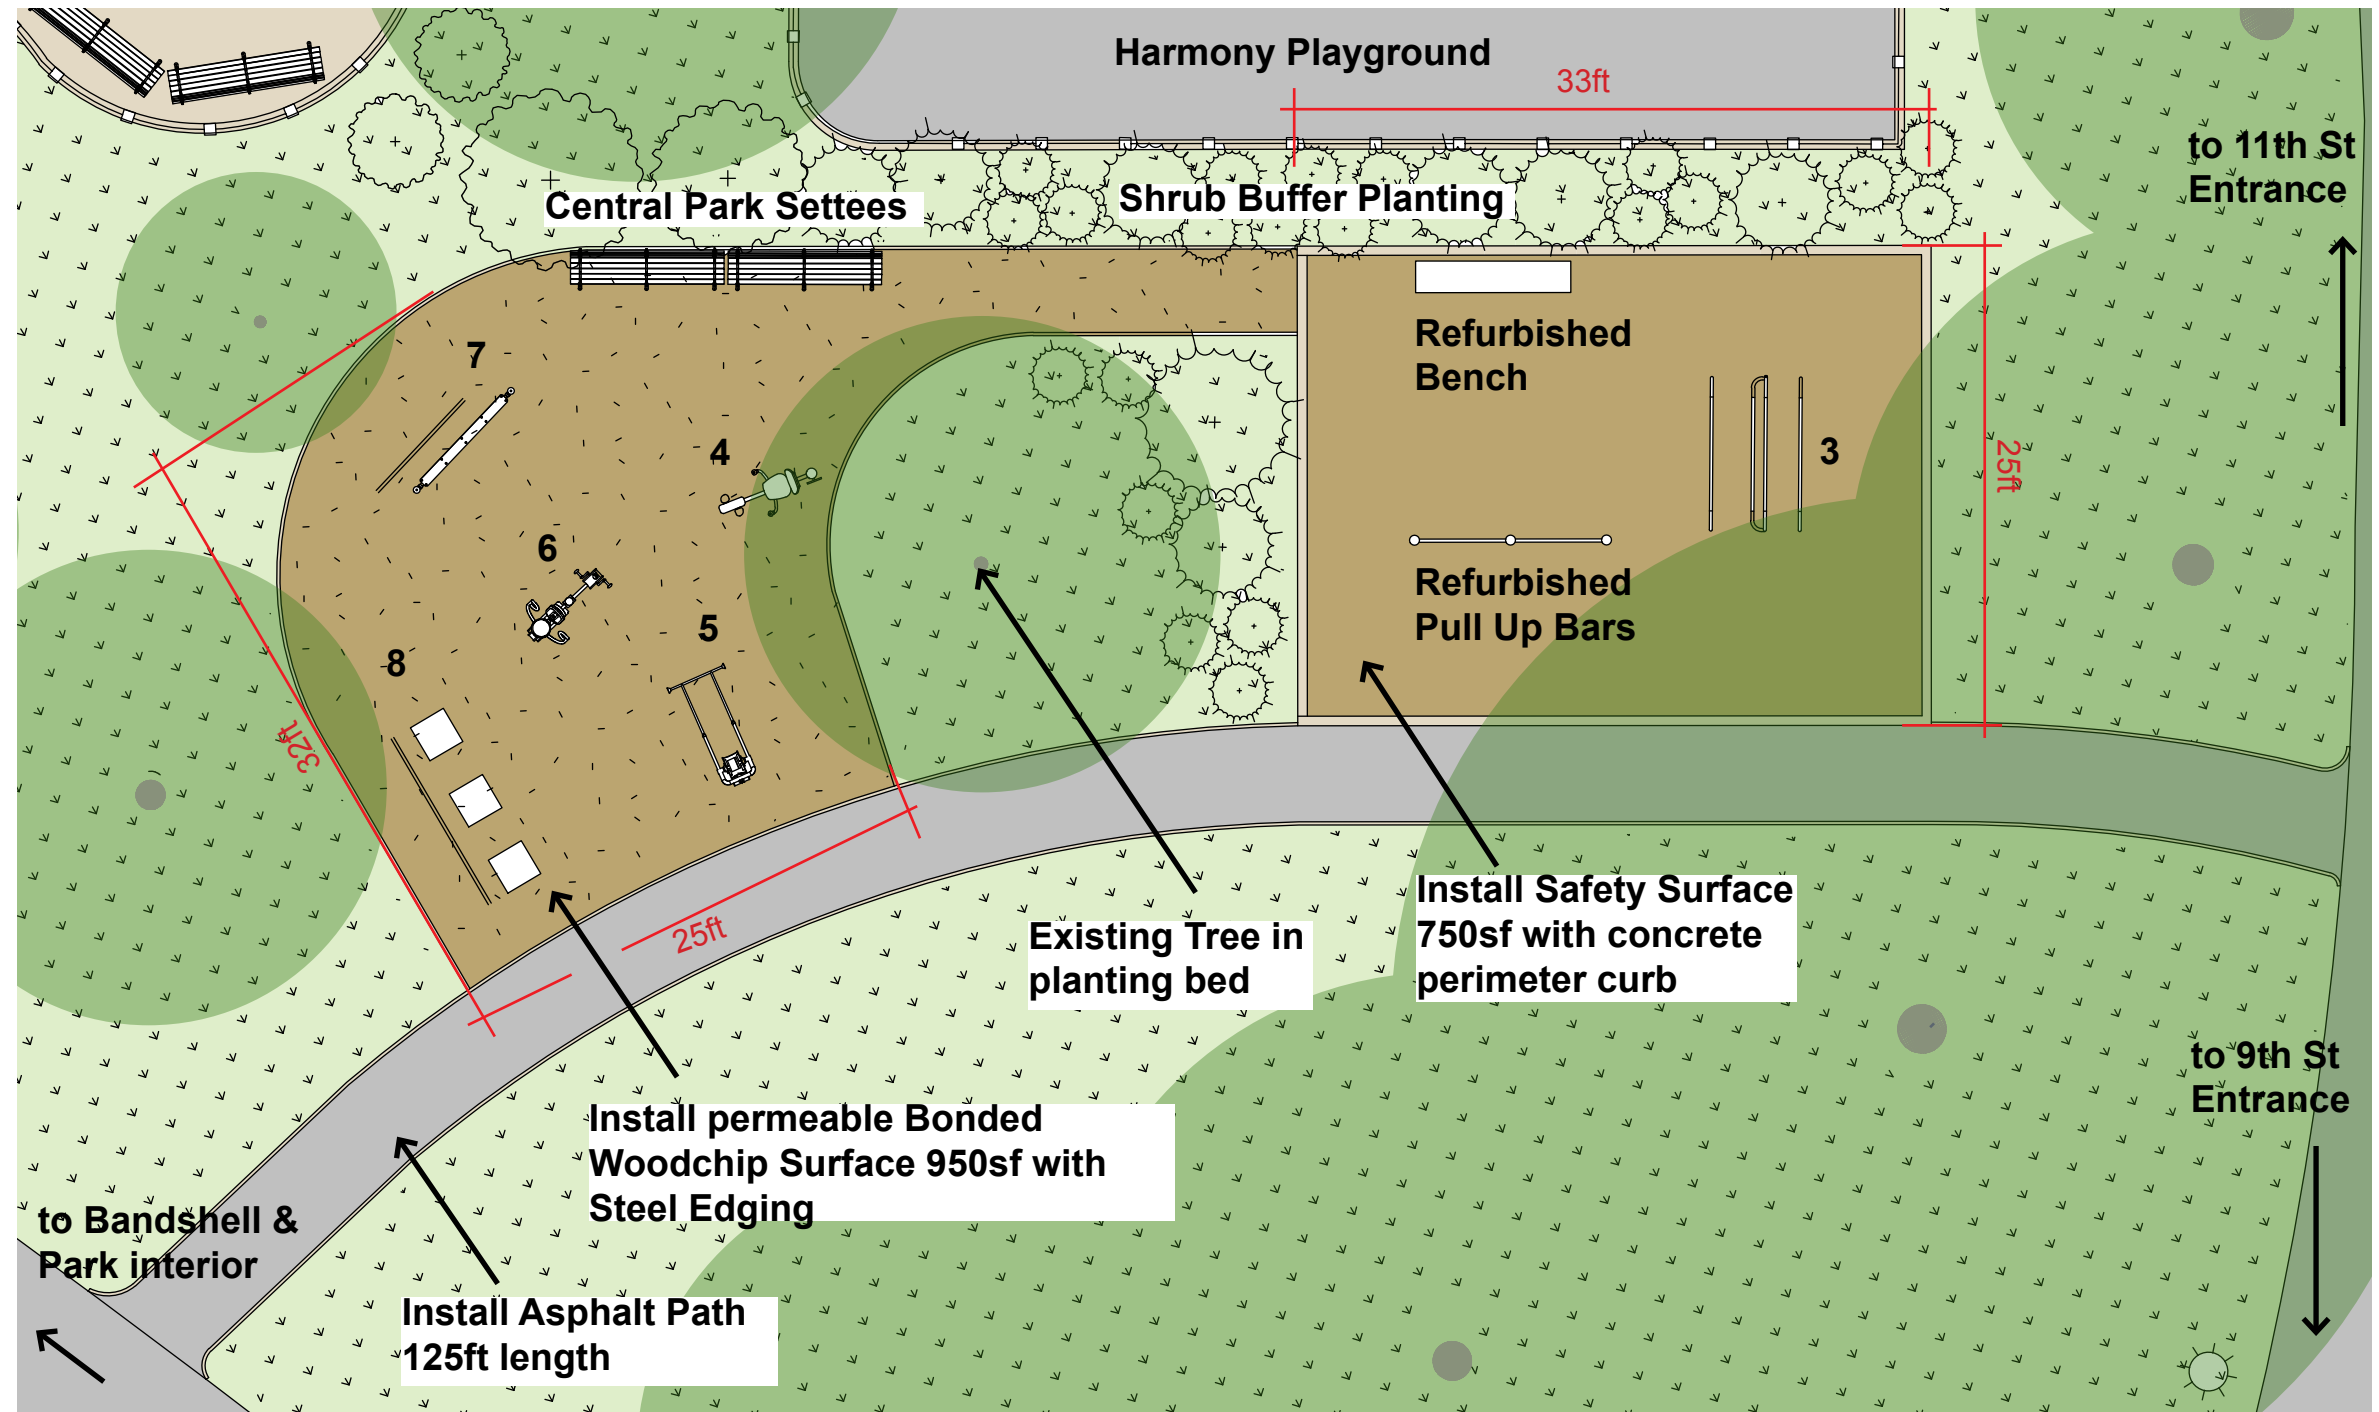 Harmony Playground
33ft
to 11th St
Entrance
Central Park Settees
Shrub Buffer Planting
7
Refurbished
Bench
4
3
25ft
6
Refurbished
Pull Up Bars
5
8
32ft
25ft
Existing Tree in
planting bed
Install Safety Surface
750sf with concrete
perimeter curb
to 9th St
Entrance
Install permeable Bonded
Woodchip Surface 950sf with
Steel Edging
to Bandshell &
Park interior
Install Asphalt Path
125ft length